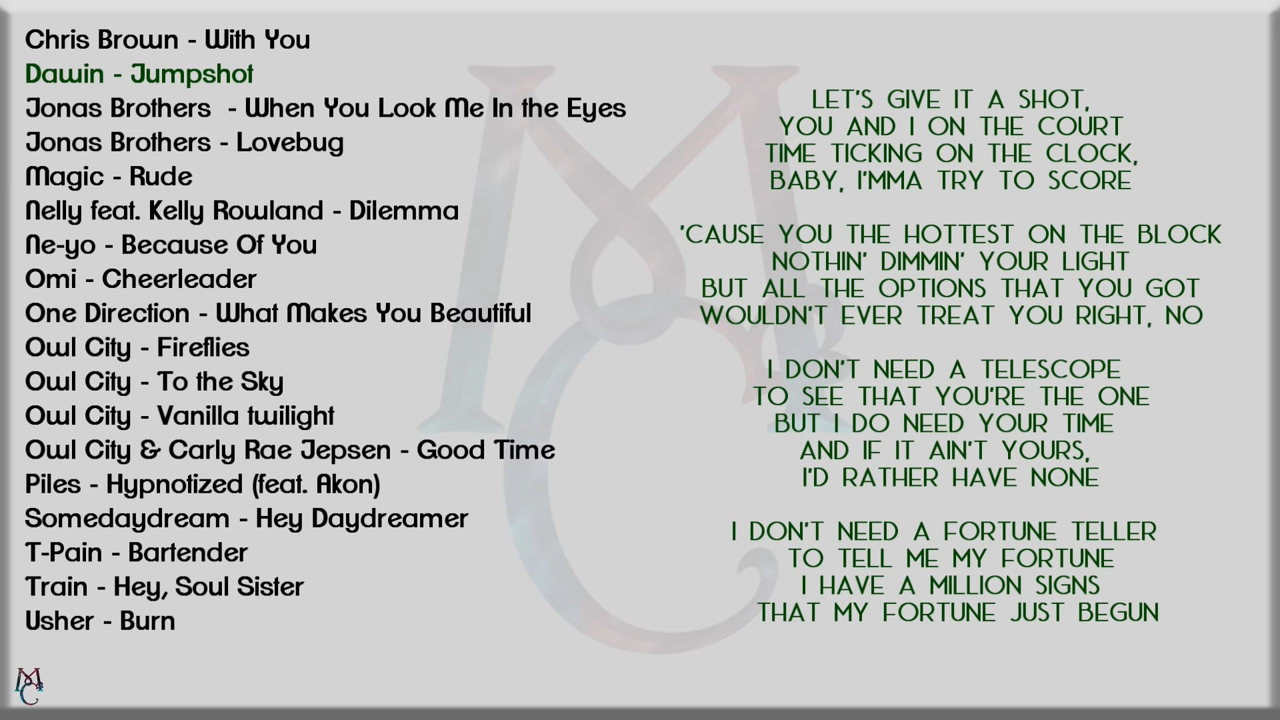 Chris Brown - With You
Dawin - Jumpshot
Jonas Brothers - When You Look Me In the Eyes
Jonas Brothers - Lovebug
Magic - Rude
Nelly feat. Kelly Rowland - Dilemma
Ne-yo - Because Of You
Omi - Cheerleader
One Direction - What Makes You Beautiful
Owl City - Fireflies
Owl City - To the Sky
Owl City - Vanilla twilight
Owl City & Carly Rae Jepsen - Good Time
Piles - Hypnotized (feat. Akon)
Somedaydream - Hey Daydreamer
T-Pain - Bartender
Train - Hey, Soul Sister
Usher - Burn
LET'S GIVE IT A SHOT,
YOU AND I ON THE COURT
TIME TICKING ON THE CLOCK,
BABY, I'MMA TRY TO SCORE
'CAUSE YOU THE HOTTEST ON THE BLOCK
NOTHIN' DIMMIN' YOUR LIGHT
BUT ALL THE OPTIONS THAT YOU GOT
WOULDN'T EVER TREAT YOU RIGHT, NO
I DON'T NEED A TELESCOPE
TO SEE THAT YOU'RE THE ONE
BUT I DO NEED YOUR TIME
AND IF IT AIN'T YOURS,
I'D RATHER HAVE NONE
I DON'T NEED A FORTUNE TELLER
TO TELL ME MY FORTUNE
I HAVE A MILLION SIGNS
THAT MY FORTUNE JUST BEGUN